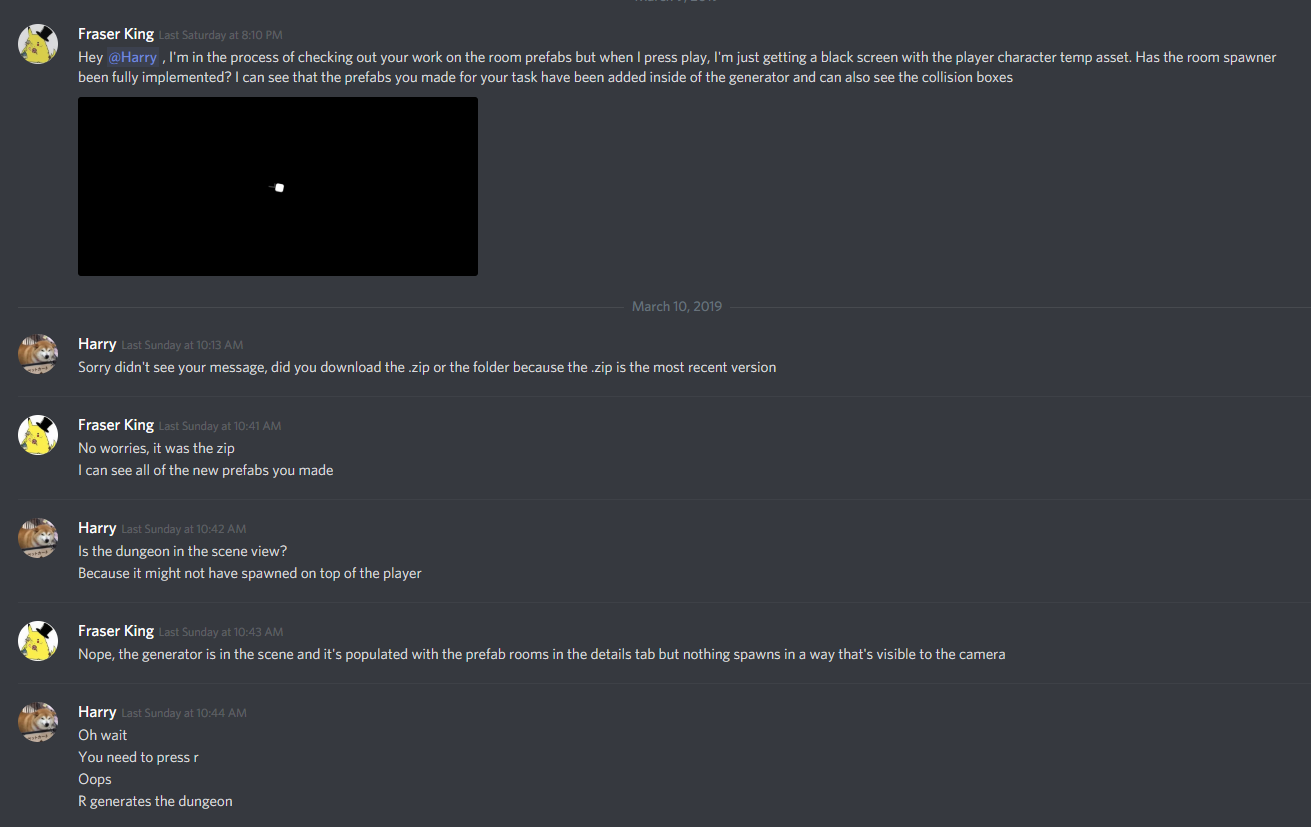 Fraser King Last Saturday at 8:10 PM
Hey @Harry , I'm in the process of checking out your work on the room prefabs but when I press play, I'm just getting a black screen with the player character temp asset. Has the room spawner
been fully implemented? I can see that the prefabs you made for your task have been added inside of the generator and can also see the collision boxes
March 10, 2019
Harry Last Sunday at 10:13 AM
Sorry didn't see your message, did you download the .zip or the folder because the .zip is the most recent version
Fraser King Last Sunday at 10:41 AM
No worries, it was the zip
I can see all of the new prefabs you made
Harry Last Sunday at 10:42 AM
Is the dungeon in the scene view?
Because it might not have spawned on top of the player
Fraser King Last Sunday at 10:43 AM
Nope, the generator is in the scene and it's populated with the prefab rooms in the details tab but nothing spawns in a way that's visible to the camera
Harry Last Sunday at 10:44 AM
Oh wait
You need to press r
Oops
R generates the dungeon